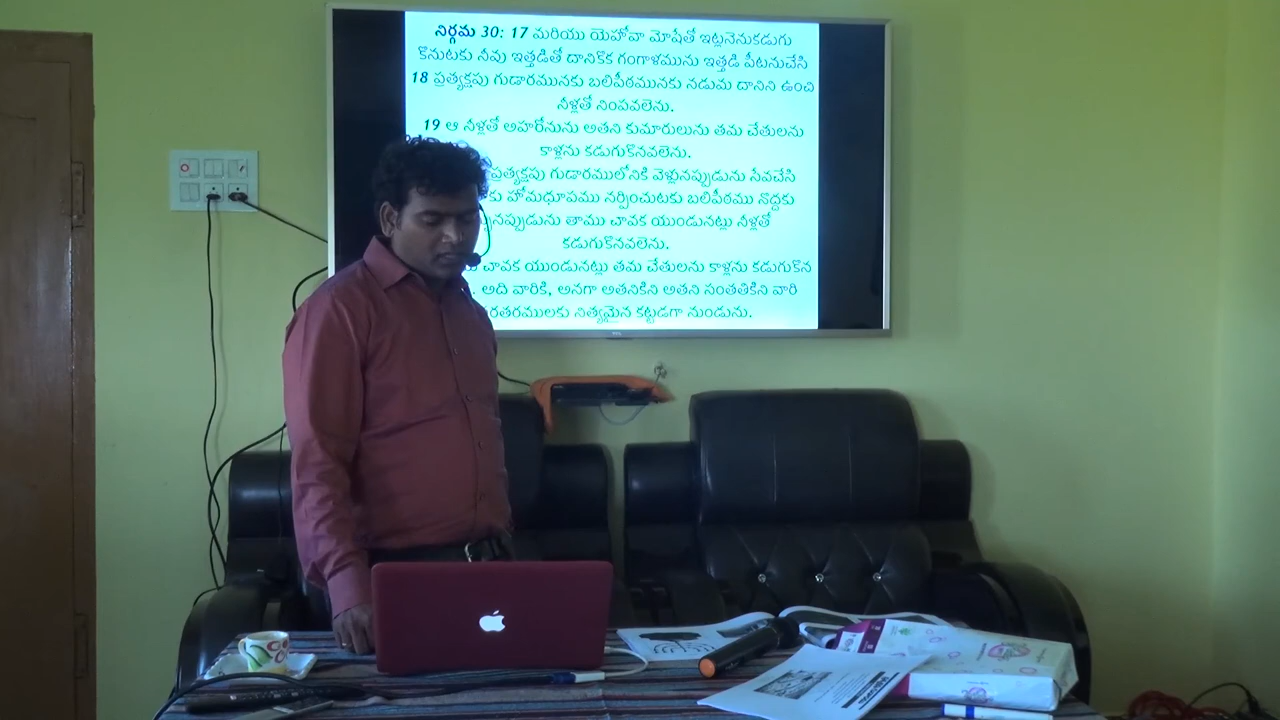 నిర్గమ 30: 17 మరియు యెహోవా మోషేతో ఇట్లనెనుకడుగు
కొనుటకు నీవు ఇత్తడితో దానికొక గంగాళమును ఇత్తడి పీటనుచేసి
18 ప్రత్యక్షపు గుడారమునకు బలిపీఠమునకు నడుమ దానిని ఉంచి
నీళ్లతో నింపవలెను.
19 ఆ నీళ్లతో అహరోనును అతని కుమారులును తమ చేతులను
కాళ్లను కడుగుకొనవలెను.
ప్రత్యక్షపు గుడారములోనికి వెళ్లునప్పుడును సేవచేసి
కు హోమధూపము నర్పించుటకు బలిపీఠము నొద్దకు
నప్పుడును తాము చావక యుండునట్లు నీళ్లతో
కడుగుకొనవలెను.
చావక యుండునట్లు తమ చేతులను కాళ్లను కడుగుకొన
అది వారికి, అనగా అతనికిని అతని సంతతికిని వారి
రతరములకు నిత్యమైన కట్టడగా నుండును.